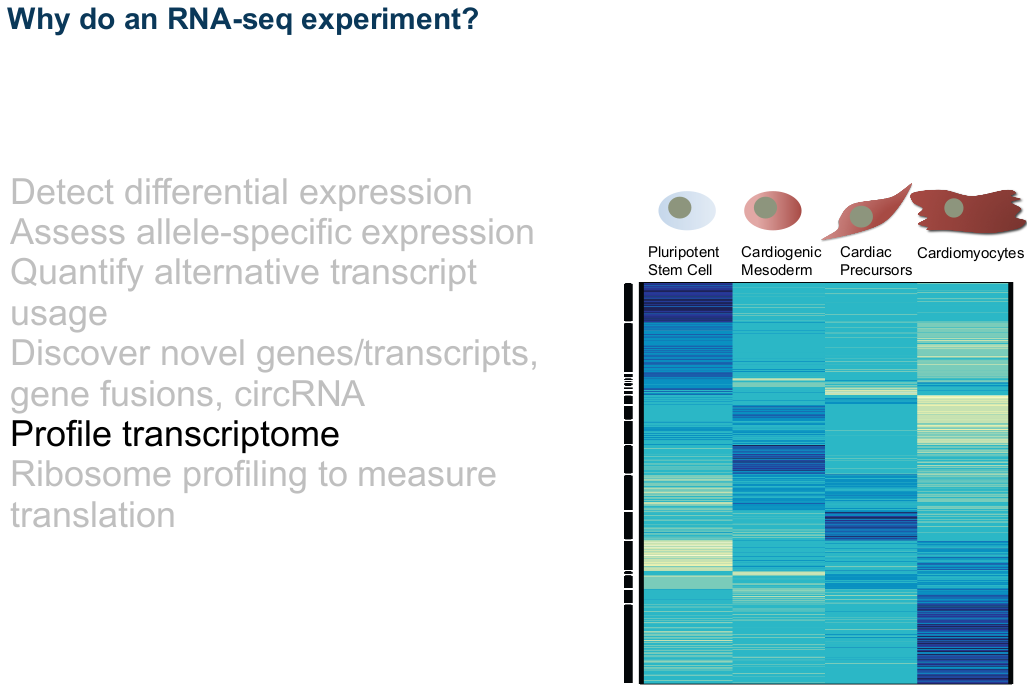 Why do an RNA-seq experiment?
Detect differential expression
Assess allele-specific expression
Quantify alternative transcript
usage
Discover novel genes/transcripts,
gene fusions, circRNA
Profile transcriptome
Ribosome profiling to measure
translation
Pluripotent
Stem Cell
Cardiogenic
Mesoderm
Cardiac
Precursors
Cardiomyocytes